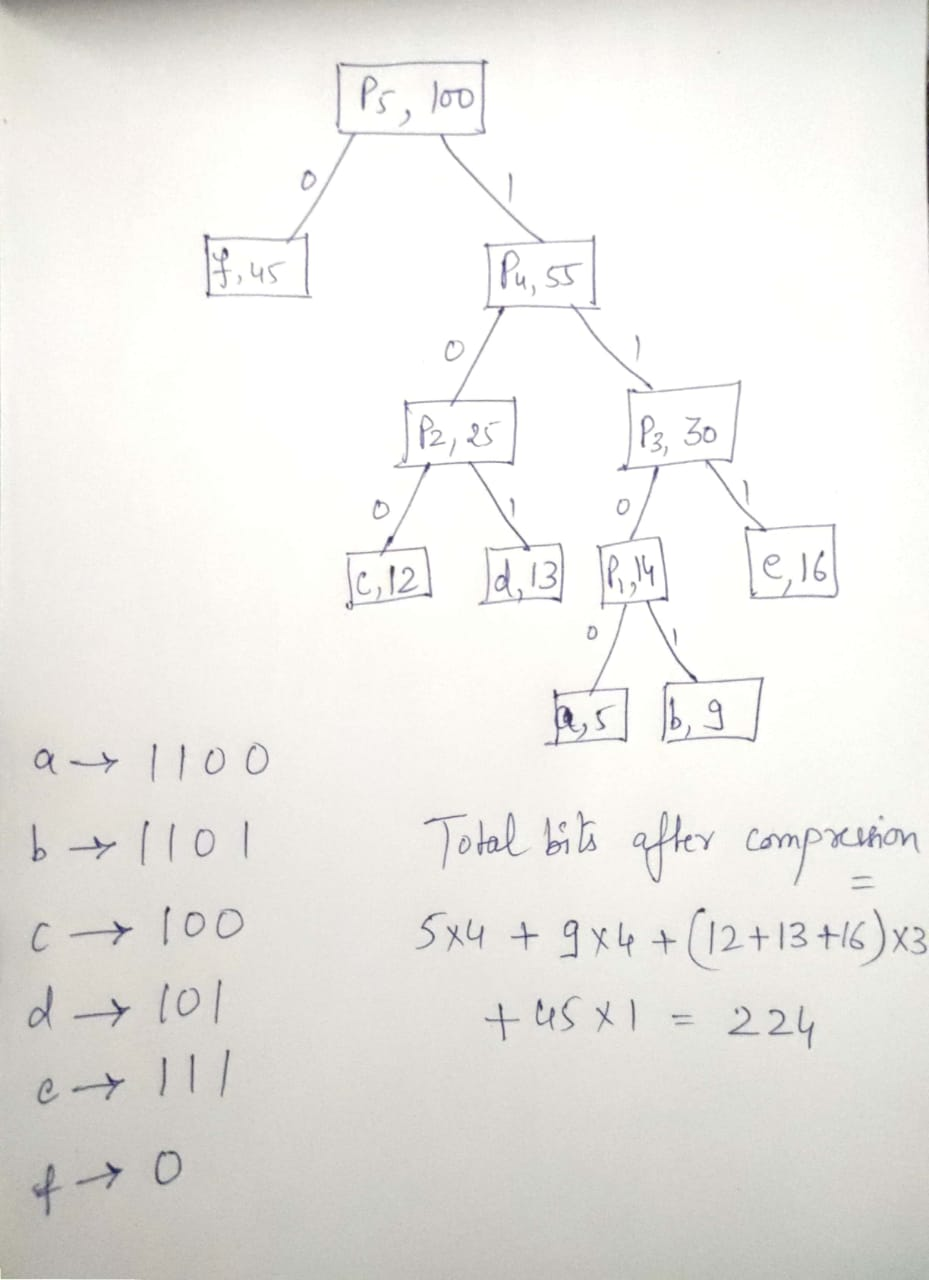 P5, 100
0 1
f, 45 P4, 55
0 1
P2, 25 P3, 30
0 1 0 1
c, 12 d, 13 P1, 14 e, 16
0 1
a, 5 b, 9
a → 1100
b → 1101
c → 100
d → 101
e → 111
f → 0
Total bits after compression
=
5x4 + 9x4 + (12+13+16)x3
+ 45 x 1 = 224